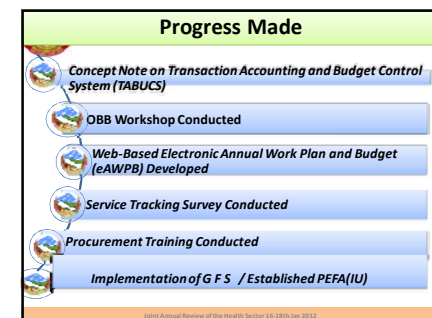 Progress Made
Concept Note on Transaction Accounting and Budget Control
System (TABUCS)
OBB Workshop Conducted
Web-Based Electronic Annual Work Plan and Budget
(eAWPB) Developed
Service Tracking Survey Conducted
Procurement Training Conducted
Implementation of G F S / Established PEFA(IU)
Joint Annual Review of the Health Sector 16-18th Jan 2012